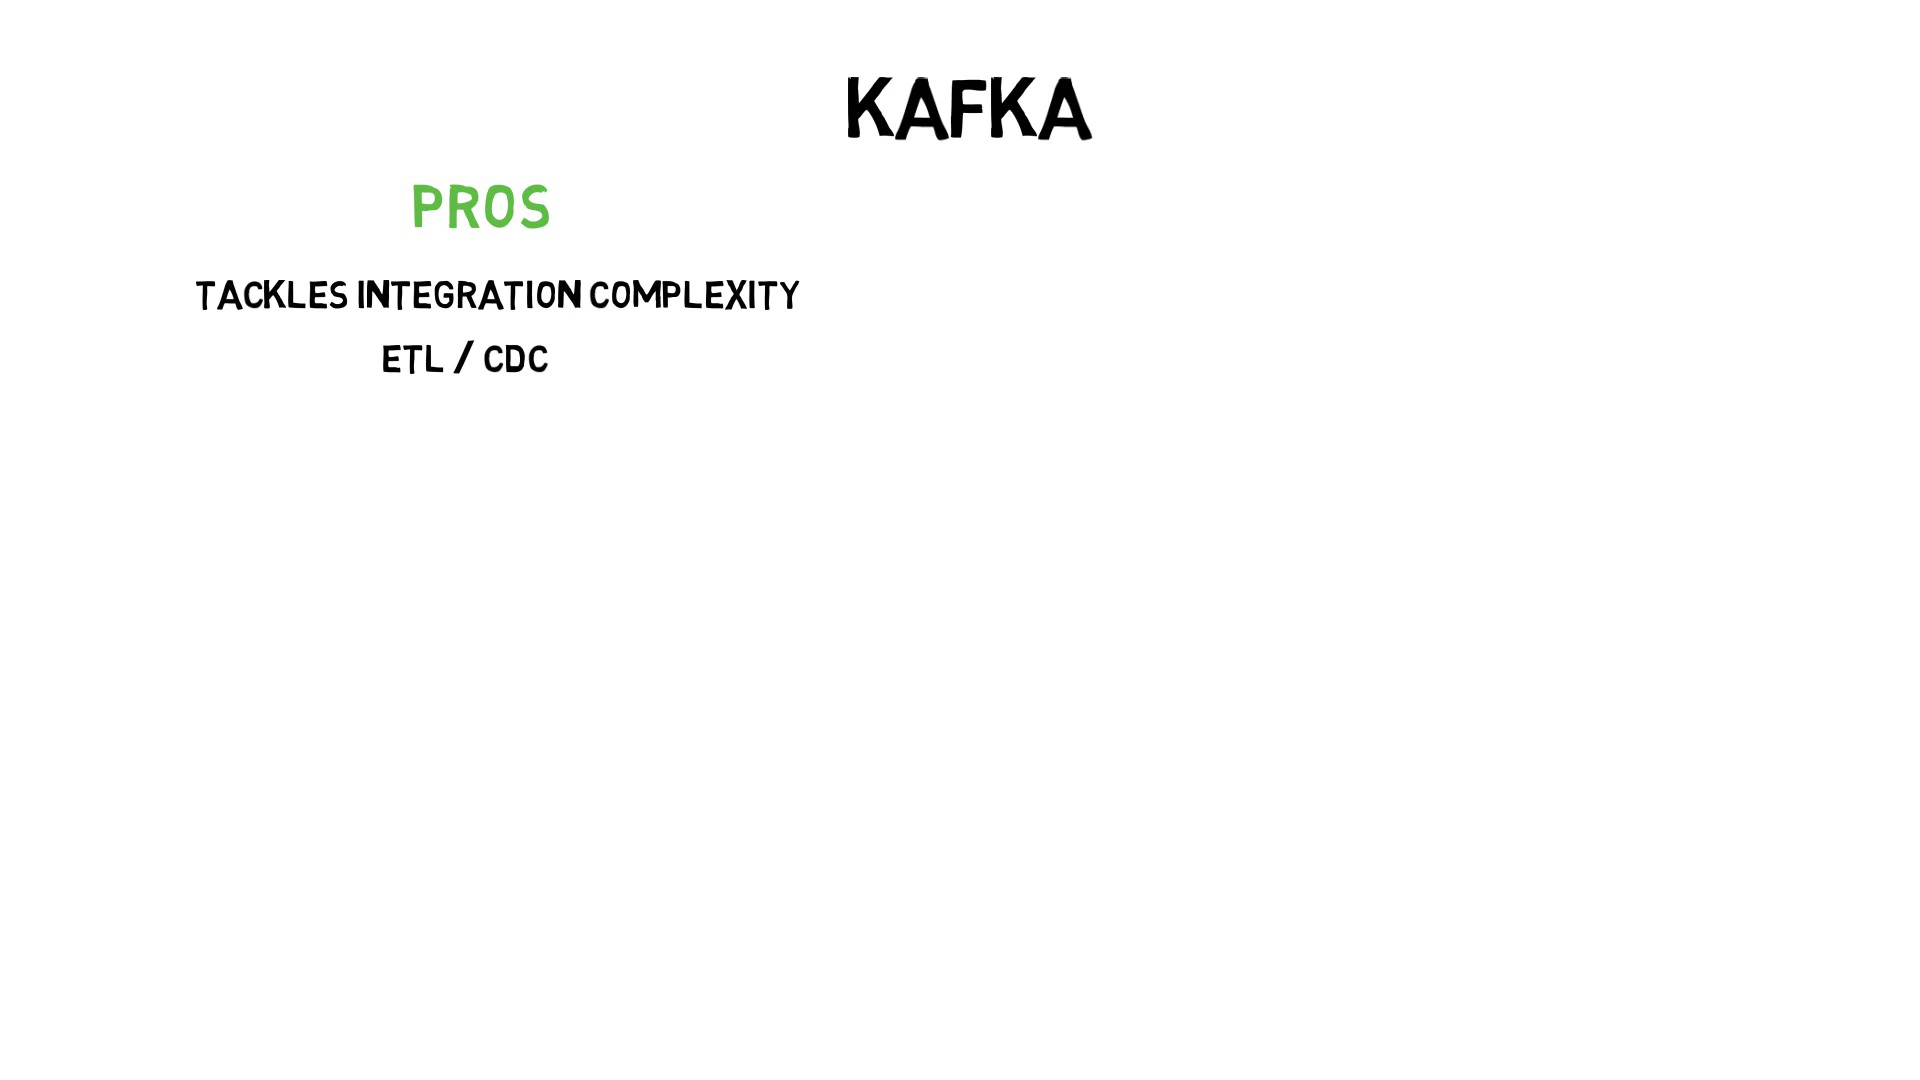 KAFKA
PROS
TACKLES INTEGRATION COMPLEXITY
ETL / CDC